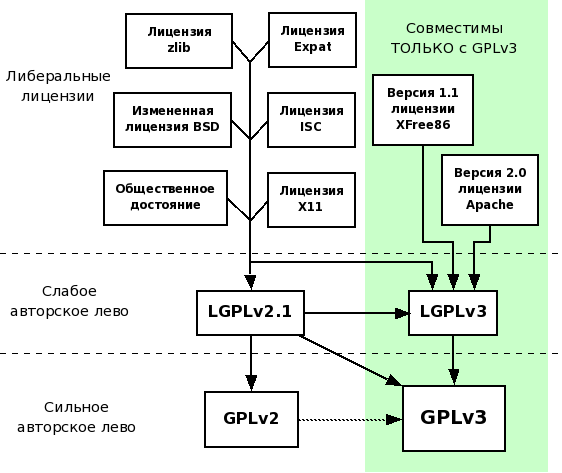 Совместимы
ТОЛЬКО с GPLv3
Либеральные
лицензии
Лицензия
zlib
Лицензия
Expat
Версия 1.1
лицензии
XFree86
Измененная
лицензия BSD
Лицензия
ISC
Версия 2.0
лицензии
Apache
Общественное
достояние
Лицензия
X11
Слабое
авторское лево
LGPLv2.1
LGPLv3
Сильное
авторское лево
GPLv2
GPLv3